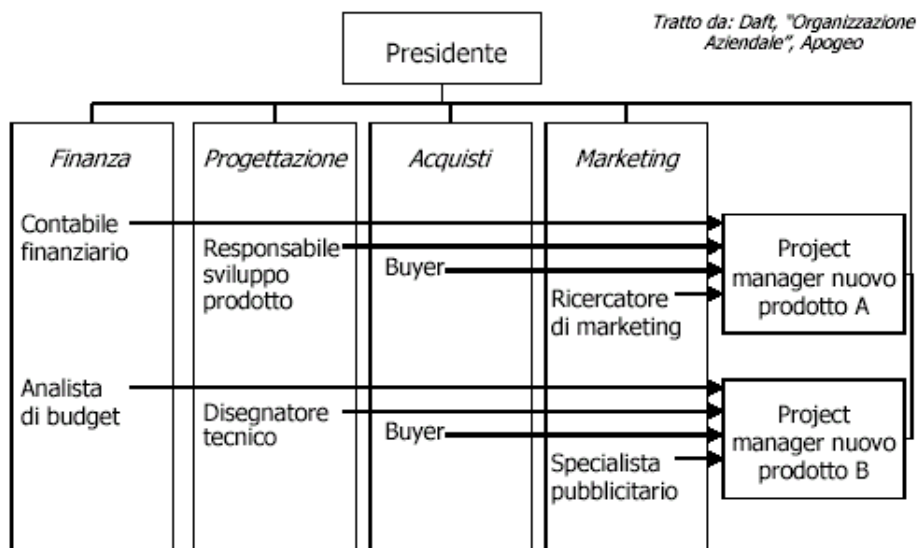 Tratto da: Daft, "Organizzazione
Aziendale", Apogeo
Presidente
Finanza
Progettazione
Acquisti
Marketing
Contabile
finanziario
Responsabile
sviluppo
prodotto
Buyer
Ricercatore
di marketing
Project
manager nuovo
prodotto A
Analista
di budget
Disegnatore
tecnico
Buyer
Specialista
pubblicitario
Project
manager nuovo
prodotto B